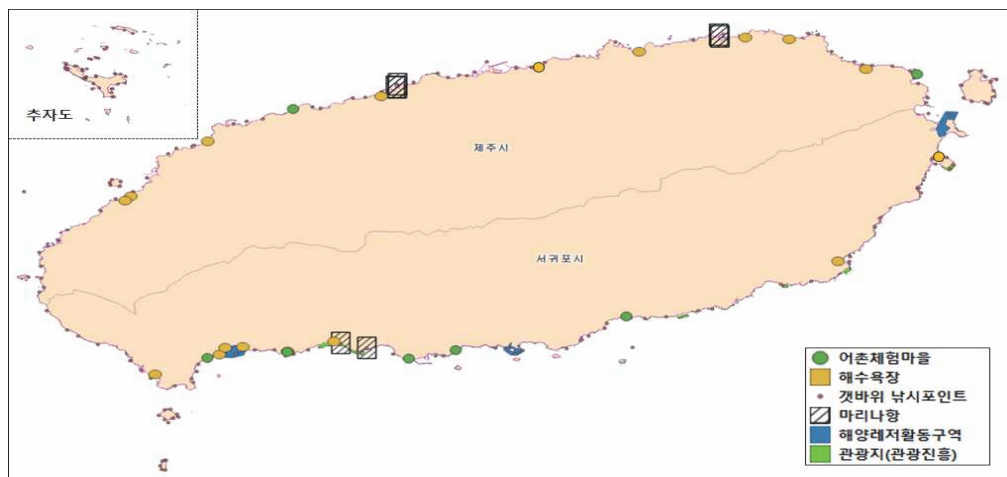 추자도
제주시
서귀포시
어촌체험마을
해수욕장
갯바위 낚시포인트
마리나항
해양레저활동구역
관광지(관광진흥)